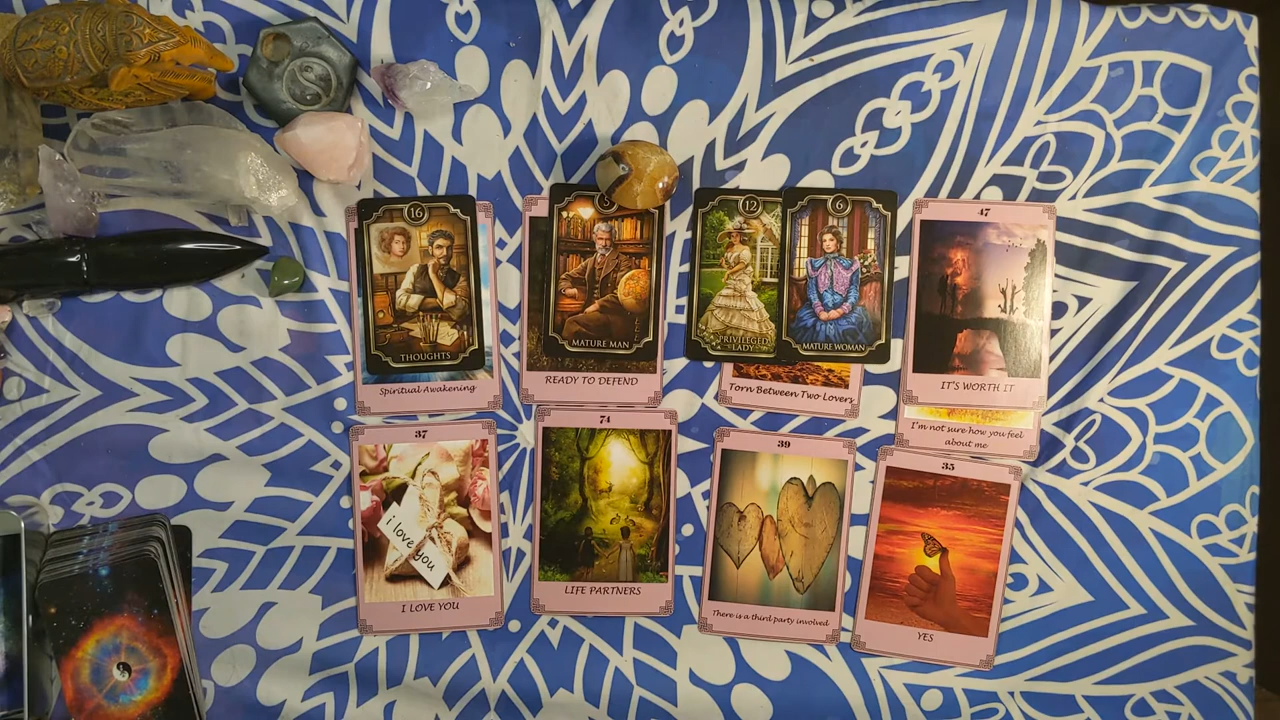 16
THOUGHTS
Spiritual Awakening
5
MATURE MAN
READY TO DEFEND
12
PRIVILEGED
LADY
6
MATURE WOMAN
Torn Between Two Lovers
47
IT'S WORTH IT
I'm not sure how you feel
about me
37
i love you
I LOVE YOU
74
LIFE PARTNERS
39
There is a third party involved
35
YES